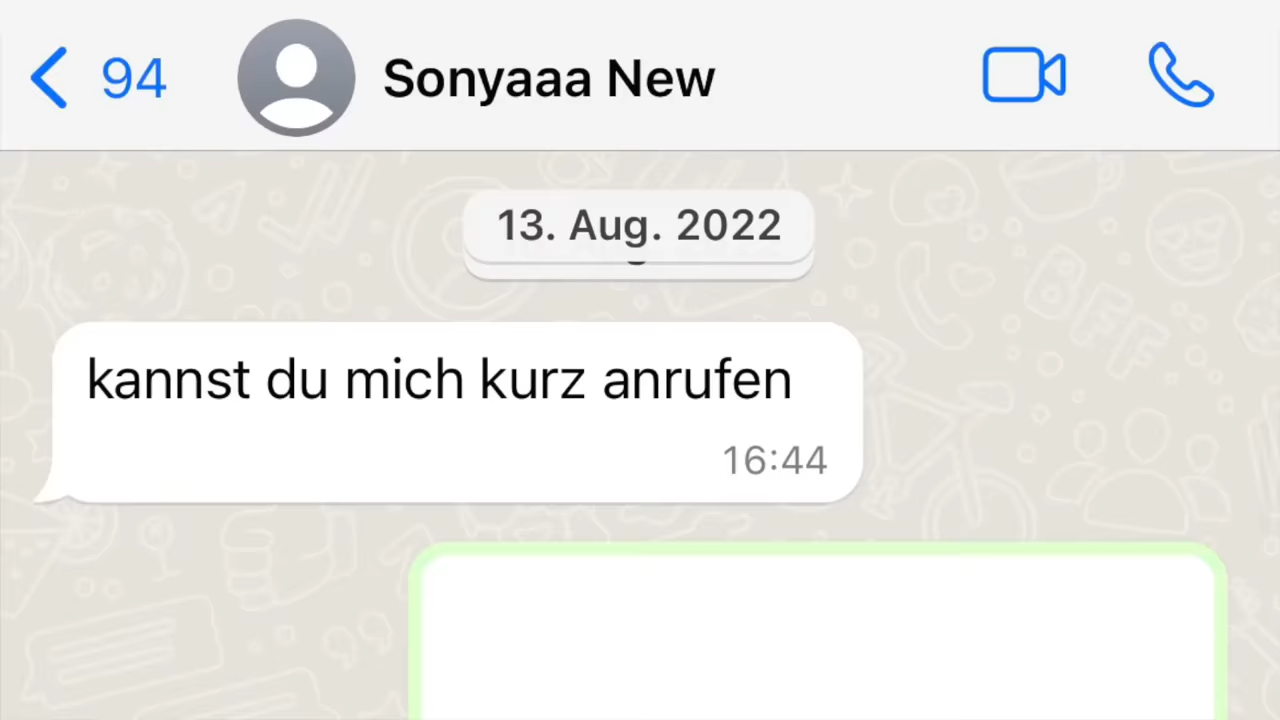 94
Sonyaaa New
13. Aug. 2022
kannst du mich kurz anrufen
16:44